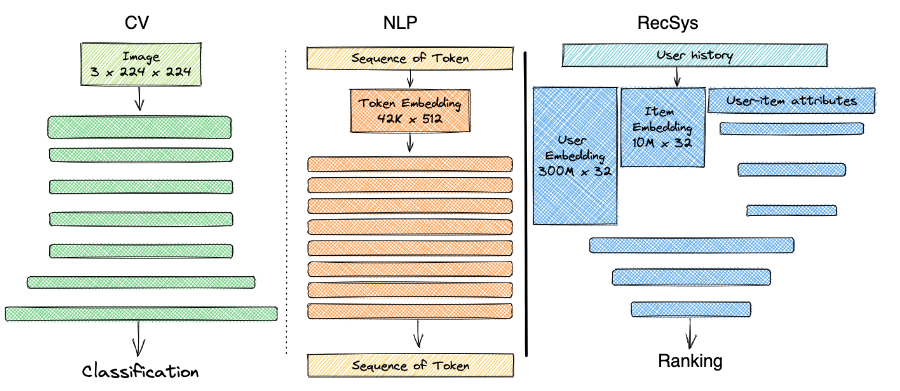 CV
Image
3 x 224 x 224
Classification
NLP
Sequence of Token
Token Embedding
42K x 512
Sequence of Token
RecSys
User history
User
Embedding
300M x 32
Item
Embedding
10M x 32
User-item attributes
Ranking